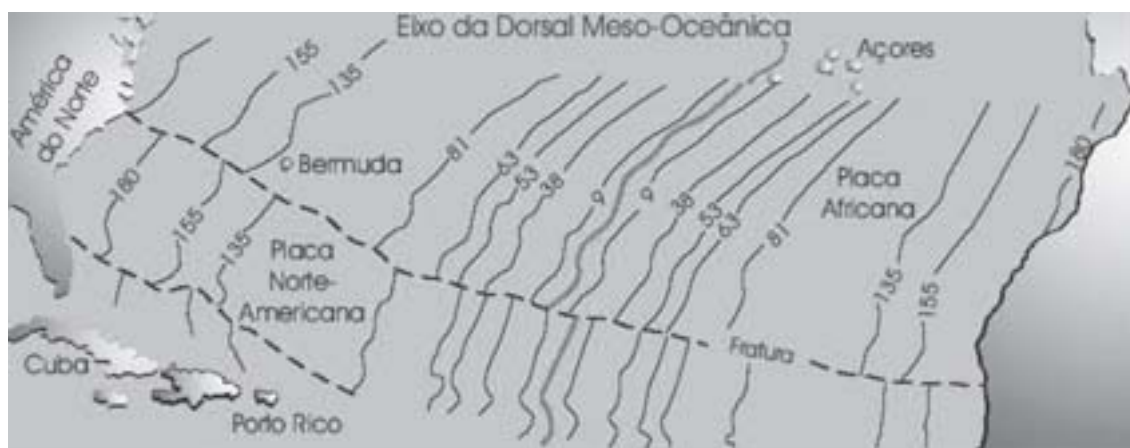 Eixo da Dorsal Meso-Oceânica
Açores
América
do Norte
155
135
Bermuda
81
63
53
38
9
9
38
53
63
81
Placa
Africana
180
180
155
135
Placa
Norte-
Americana
135
155
Fratura
Cuba
Porto Rico